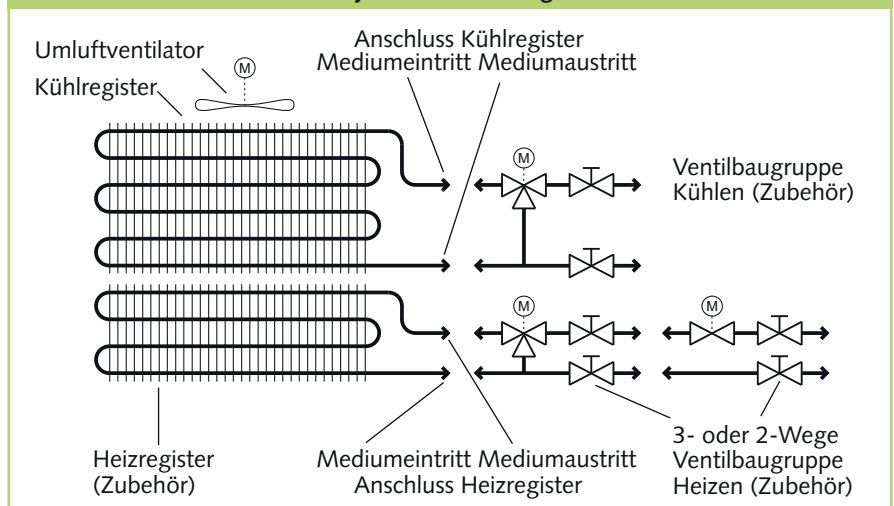 Umluftventilator
Kühlregister
M
Anschluss Kühlregister
Mediumeintritt Mediumaustritt
M
Ventilbaugruppe
Kühlen (Zubehör)
M
M
Heizregister
(Zubehör)
Mediumeintritt Mediumaustritt
Anschluss Heizregister
3- oder 2-Wege
Ventilbaugruppe
Heizen (Zubehör)